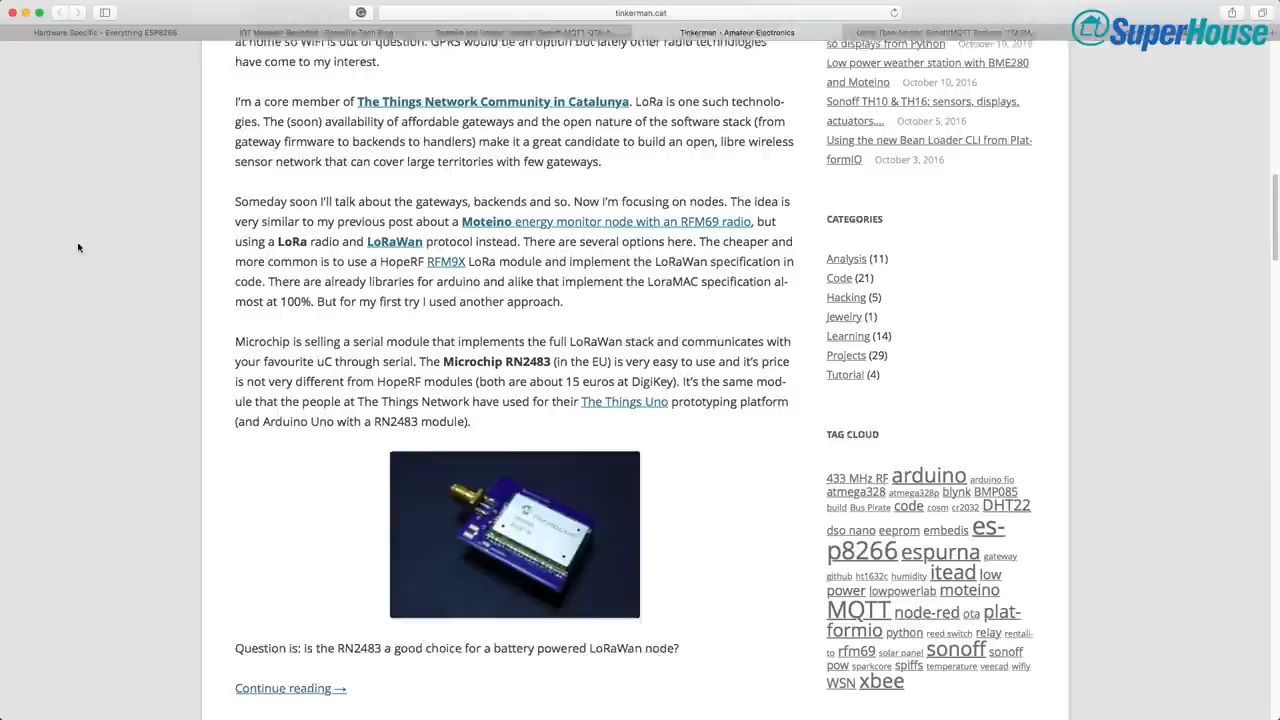 tinkerman.cat
Hardware Specific - Everything ESP8266
Tinkerman - Amateur Electronics
SuperHouse
at home so WiFi is out of question. GPRS would be an option but lately other radio technologies
have come to my interest.
I'm a core member of The Things Network Community in Catalunya. LoRa is one such technolo-
gies. The (soon) availability of affordable gateways and the open nature of the software stack (from
gateway firmware to backends to handlers) make it a great candidate to build an open, libre wireless
sensor network that can cover large territories with few gateways.
Someday soon I'll talk about the gateways, backends and so. Now I'm focusing on nodes. The idea is
very similar to my previous post about a Moteino energy monitor node with an RFM69 radio, but
using a LoRa radio and LoRaWan protocol instead. There are several options here. The cheaper and
more common is to use a HopeRF RFM9X LoRa module and implement the LoRaWan specification in
code. There are already libraries for arduino and alike that implement the LoraMAC specification al-
most at 100%. But for my first try I used another approach.
Microchip is selling a serial module that implements the full LoRaWan stack and communicates with
your favourite uC through serial. The Microchip RN2483 (in the EU) is very easy to use and it's price
is not very different from HopeRF modules (both are about 15 euros at DigiKey). It's the same mod-
ule that the people at The Things Network have used for their The Things Uno prototyping platform
(and Arduino Uno with a RN2483 module).
Question is: is the RN2483 a good choice for a battery powered LoRaWan node?
Continue reading →
so displays from Python October 19, 2016
Low power weather station with BME280
and Moteino October 10, 2016
Sonoff TH10 & TH16: sensors, displays,
actuators,... October 5, 2016
Using the new Bean Loader CLI from Plat-
formIO October 3, 2016
CATEGORIES
Analysis (11)
Code (21)
Hacking (5)
Jewelry (1)
Learning (14)
Projects (29)
Tutorial (4)
TAG CLOUD
433 MHz RF arduino arduino fio
atmega328 atmega328p blynk BMP085
build Bus Pirate code cosm cr2032 DHT22
dso nano eeprom embedis es-
p8266 espurna gateway
github ht1632c humidity itead low
power lowpowerlab moteino
MQTT node-red ota plat-
formio python reed switch relay rentali-
to rfm69 solar panel sonoff sonoff
pow sparkcore spiffs temperature veecad wifly
WSN xbee